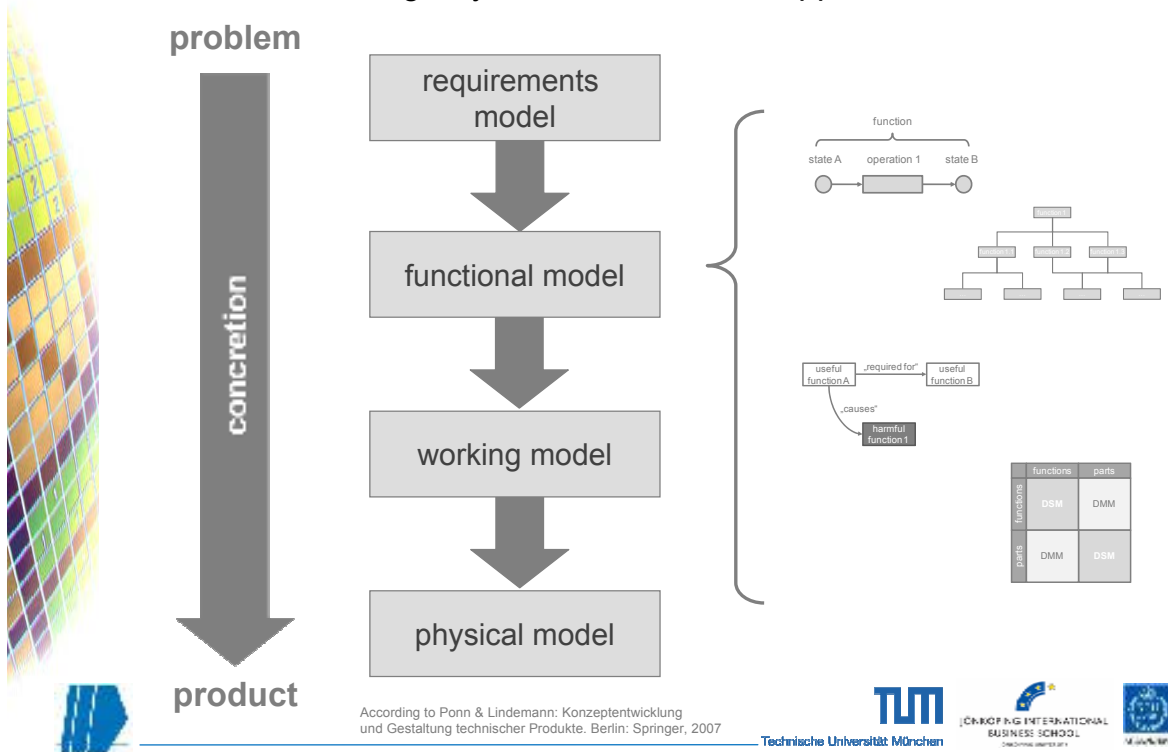 problem
concretion
product
requirements
model
functional model
working model
physical model
function
state A operation 1 state B
useful
function A
„required for“
useful
function B
„causes“
harmful
function 1
functions parts
functions DSM DMM
parts DMM DSM
According to Ponn & Lindemann: Konzeptentwicklung
und Gestaltung technischer Produkte. Berlin: Springer, 2007
TUM
Technische Universität München
JÖNKÖPING INTERNATIONAL
BUSINESS SCHOOL